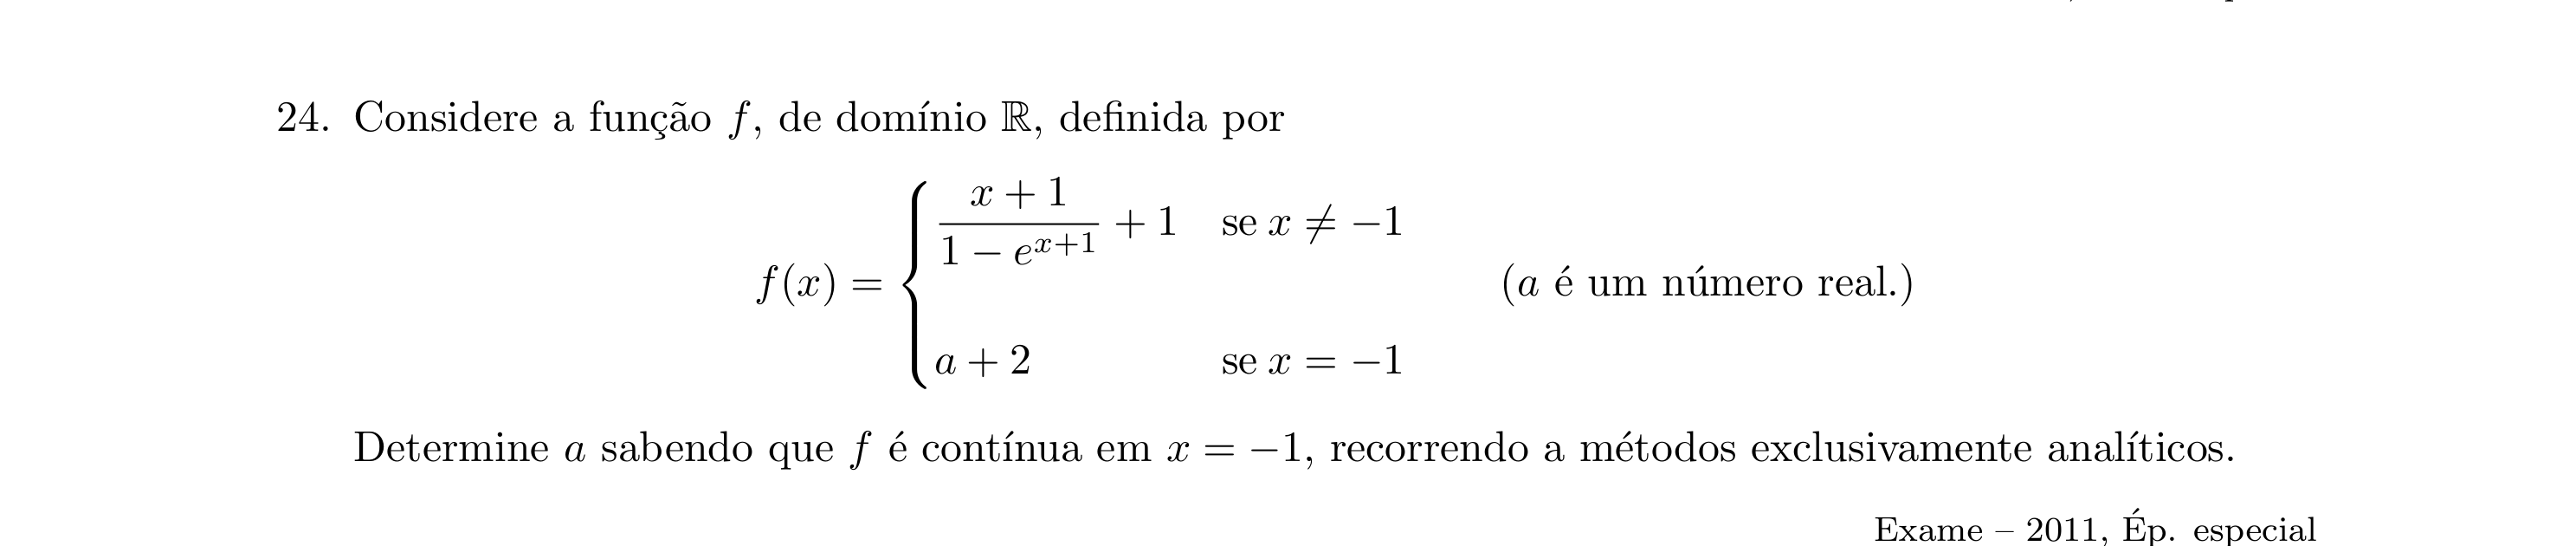 24. Considere a função f, de domínio ℝ, definida por
f(x) = { (x + 1)/(1 − e^(x+1)) + 1 se x ≠ −1
a + 2 se x = −1
(a é um número real.)
Determine a sabendo que f é contínua em x = −1, recorrendo a métodos exclusivamente analíticos.
Exame – 2011, Ép. especial